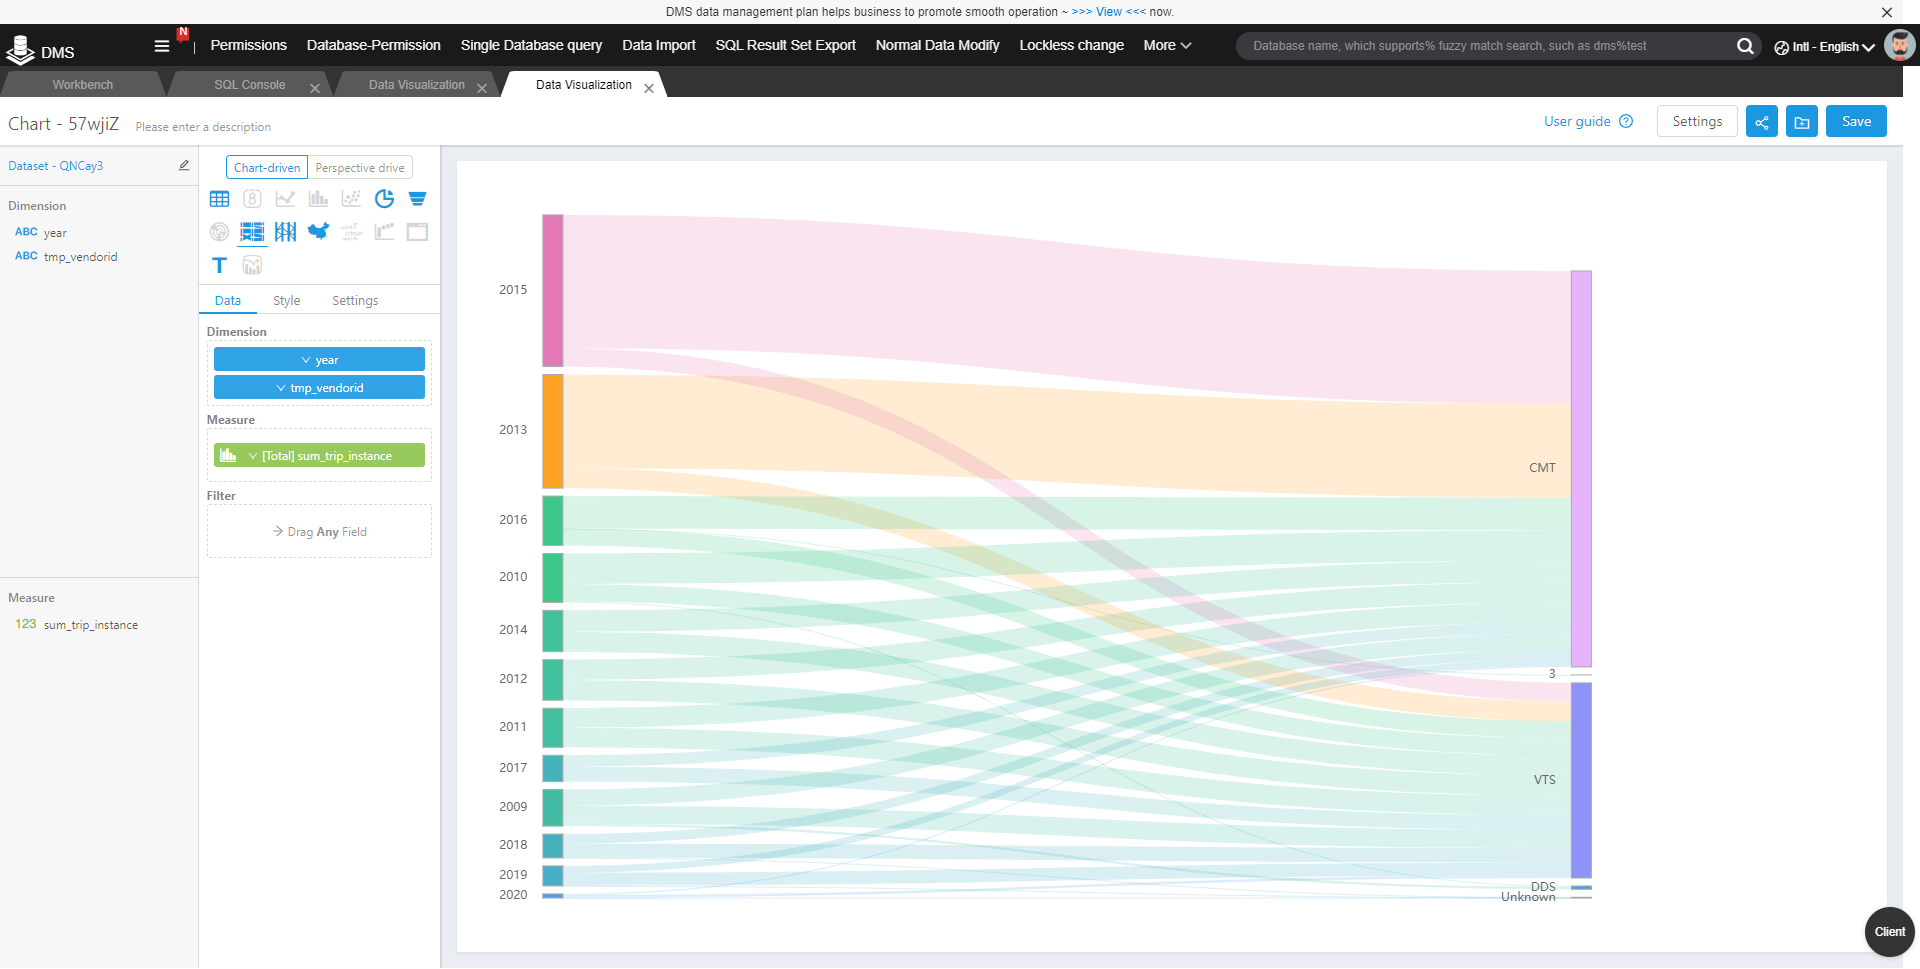 DMS data management plan helps business to promote smooth operation ~ >>> View <<< now.
DMS
N
Permissions
Database-Permission
Single Database query
Data Import
SQL Result Set Export
Normal Data Modify
Lockless change
More
Database name, which supports% fuzzy match search, such as dms%test
Intl - English
Workbench
SQL Console
Data Visualization
Data Visualization
Chart - 57wjiZ
Please enter a description
User guide
Settings
Save
Dataset - QNCay3
Dimension
ABC year
ABC tmp_vendorid
Measure
123 sum_trip_instance
Chart-driven
Perspective drive
8
T
Data
Style
Settings
Dimension
year
tmp_vendorid
Measure
[Total] sum_trip_instance
Filter
Drag Any Field
2015
2013
2016
2010
2014
2012
2011
2017
2009
2018
2019
2020
CMT
3
VTS
DDS
Unknown
Client